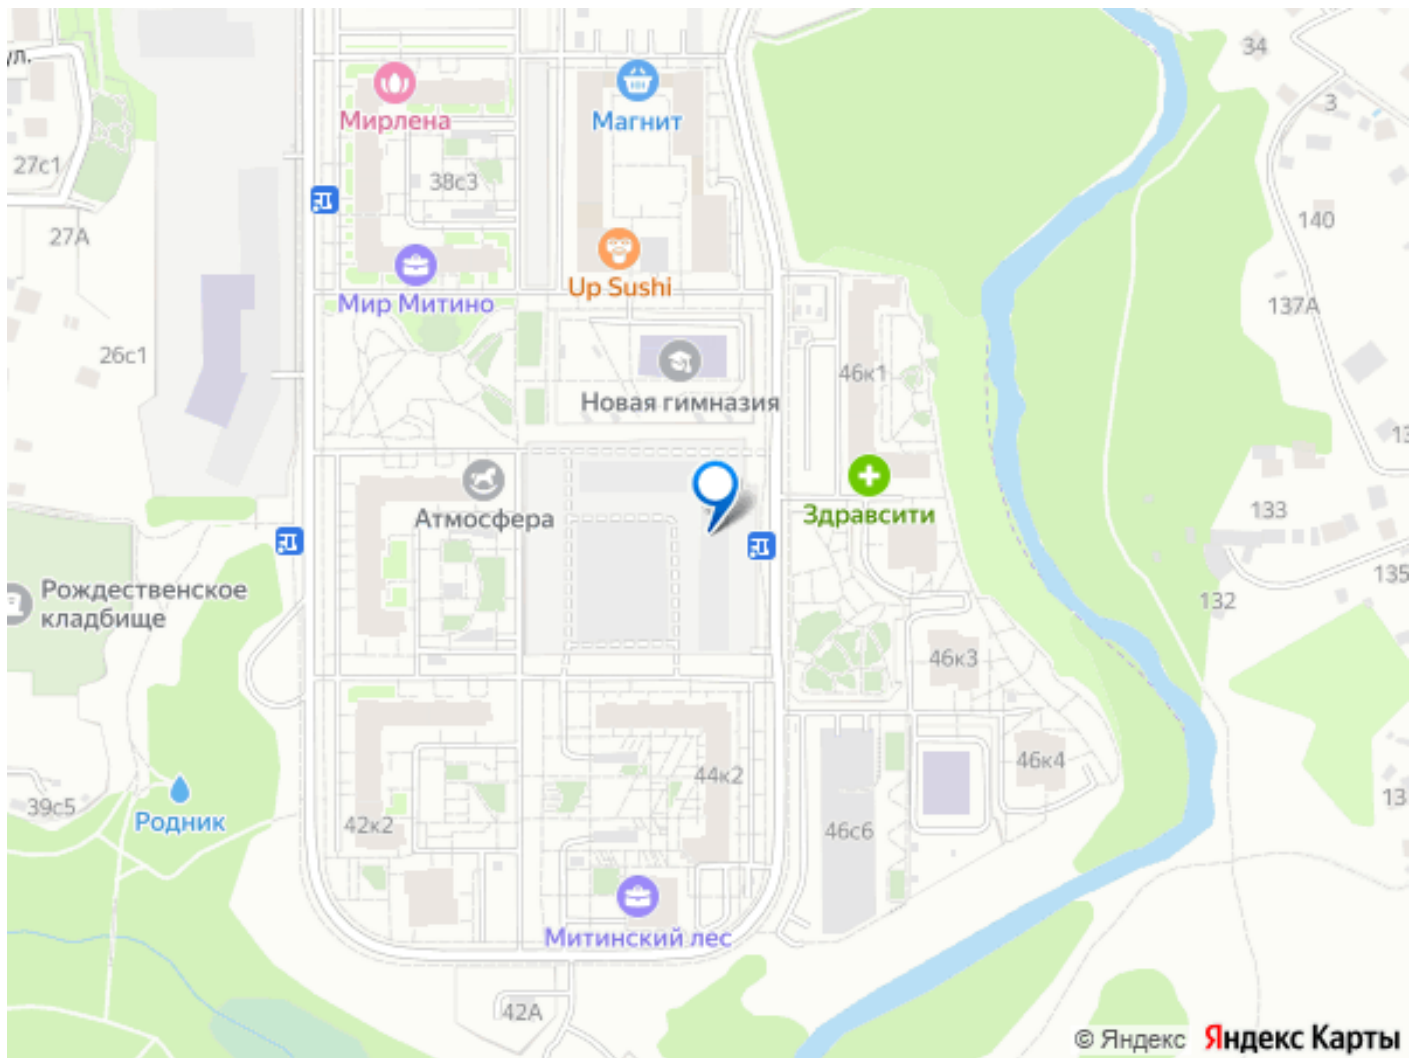 ул.
34
3
Мирлена
Магнит
27с1
38с3
140
27А
Up Sushi
Мир Митино
137А
26с1
46к1
Новая гимназия
13
Атмосфера
Здравсити
133
135
Рождественское
кладбище
132
46к3
44к2
46к4
39с5
Родник
42к2
46с6
13
Митинский лес
42А
© Яндекс Яндекс Карты